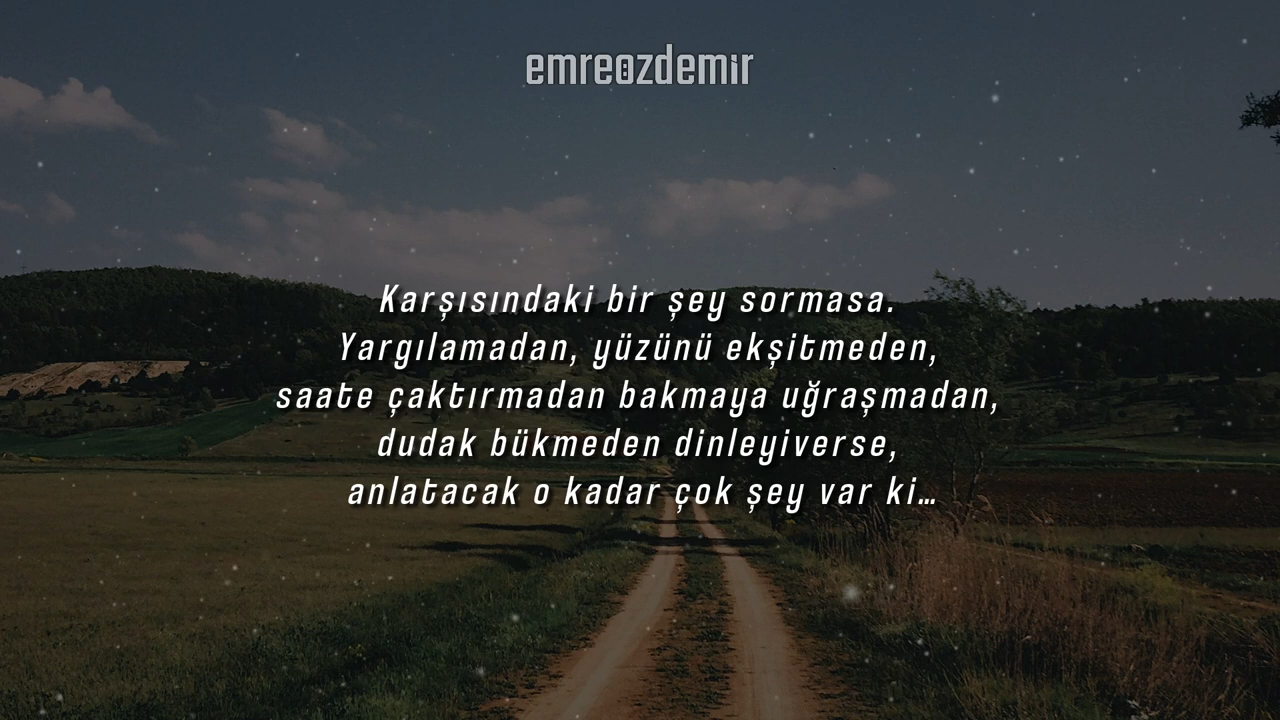 emreozdemir
Karşısındaki bir şey sormasa.
Yargılamadan, yüzünü ekşitmeden,
saate çaktırmadan bakmaya uğraşmadan,
dudak bükmeden dinleyiverse,
anlatacak o kadar çok şey var ki…